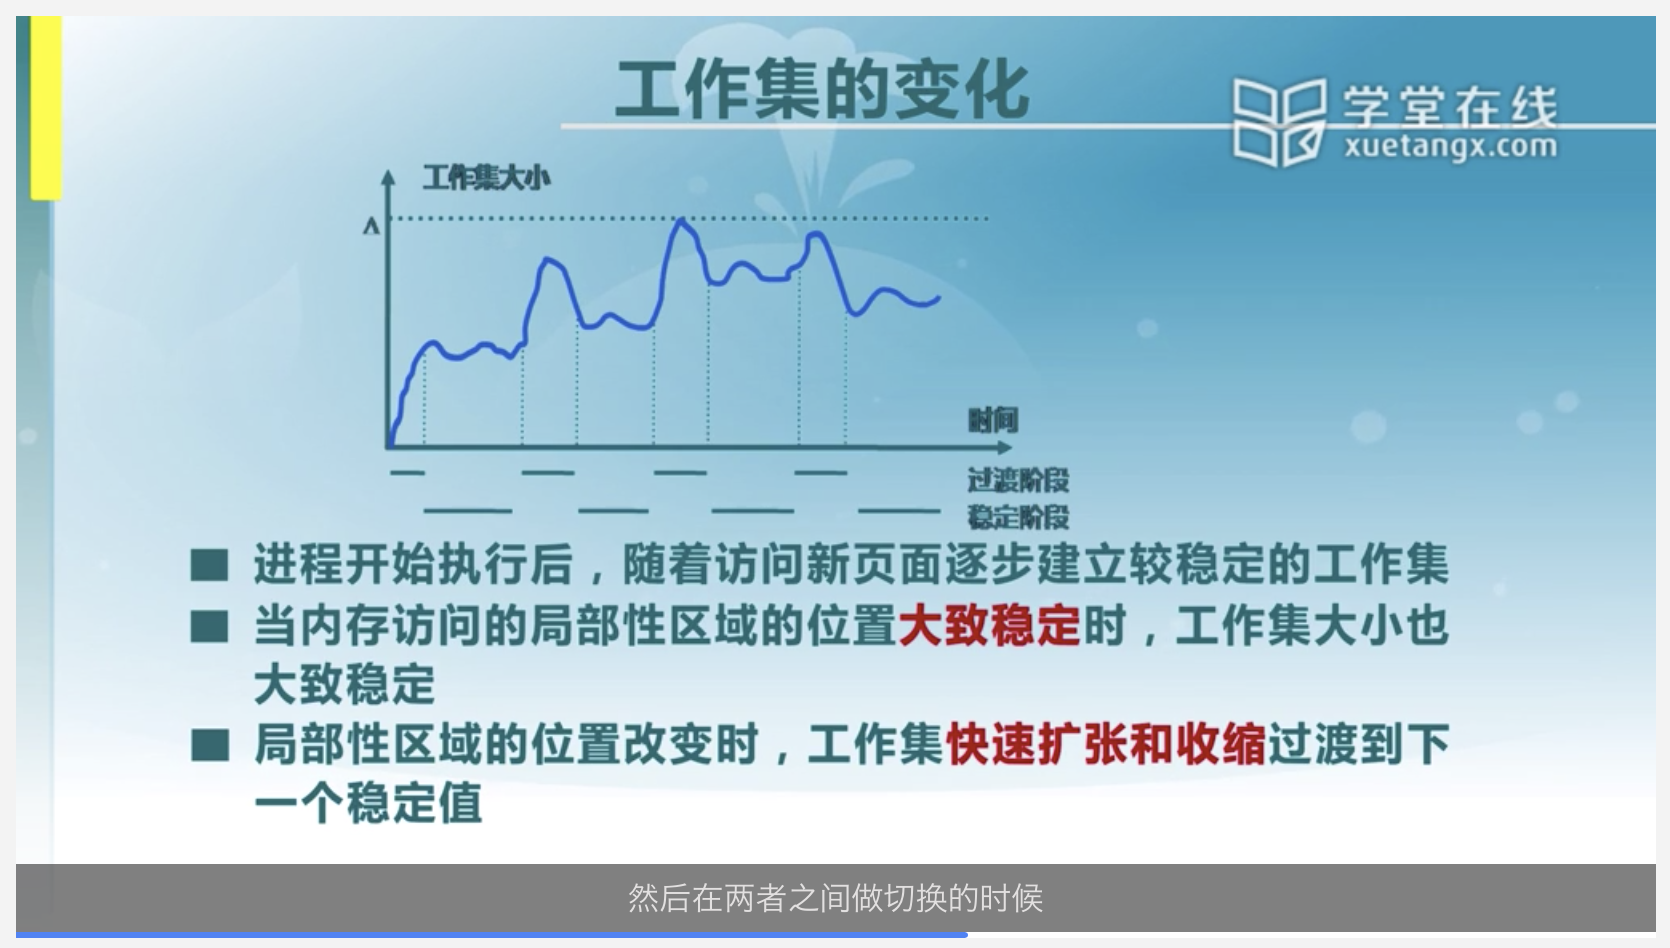 工作集的变化
学堂在线
xuetangx.com
工作集大小
Λ
时间
过渡阶段
稳定阶段
■ 进程开始执行后，随着访问新页面逐步建立较稳定的工作集
■ 当内存访问的局部性区域的位置大致稳定时，工作集大小也
大致稳定
■ 局部性区域的位置改变时，工作集快速扩张和收缩过渡到下
一个稳定值
然后在两者之间做切换的时候